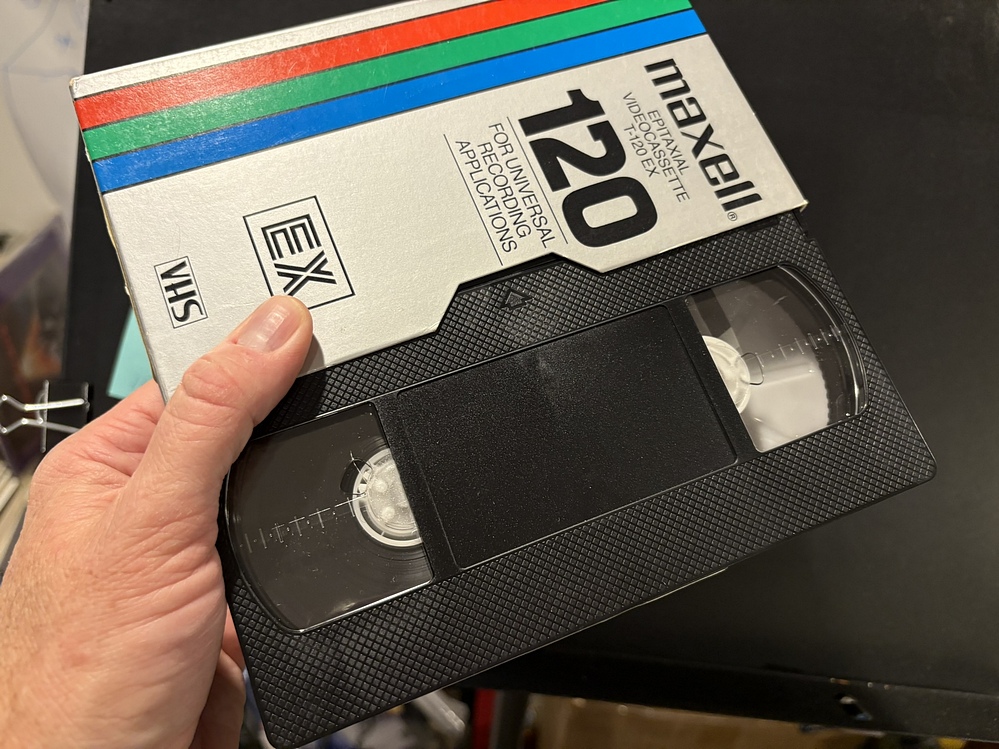 maxell®
EPITAXIAL
VIDEOCASSETTE
T-120 EX
120
FOR UNIVERSAL
RECORDING
APPLICATIONS
EX
VHS